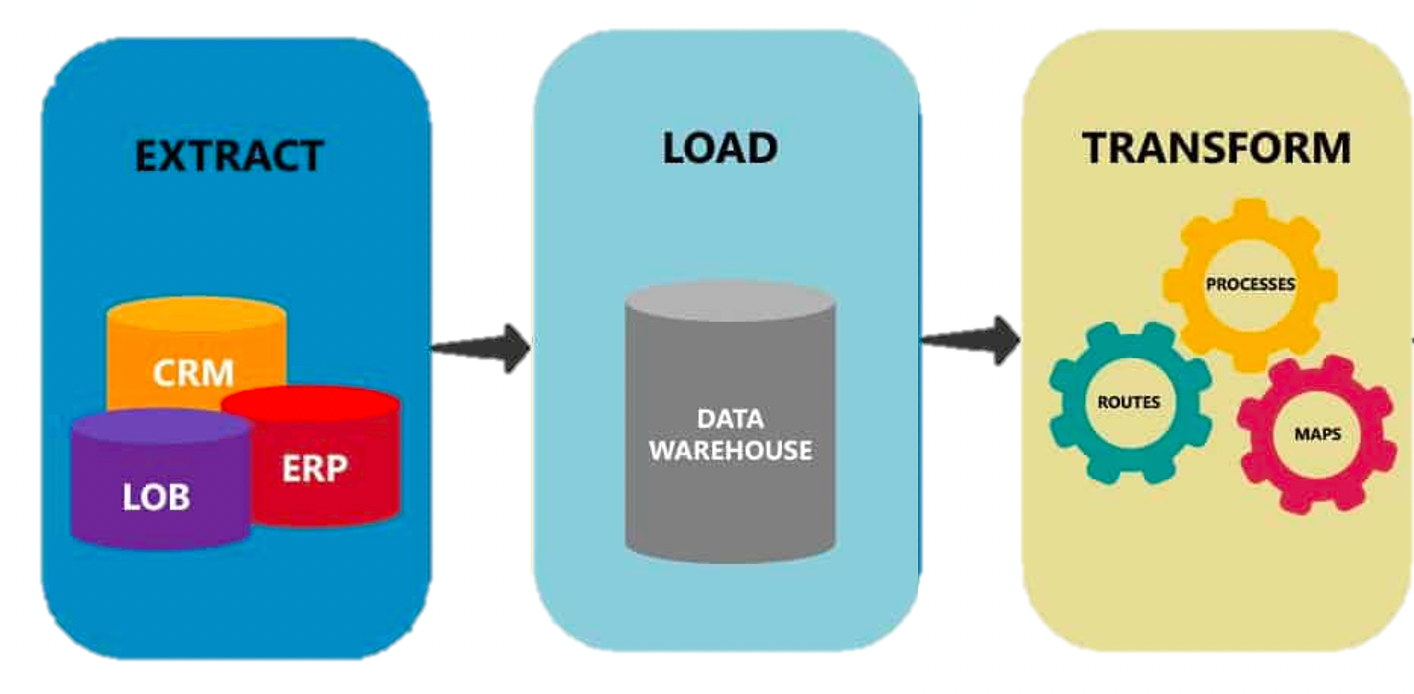 EXTRACT
CRM
ERP
LOB
LOAD
DATA
WAREHOUSE
TRANSFORM
PROCESSES
ROUTES
MAPS